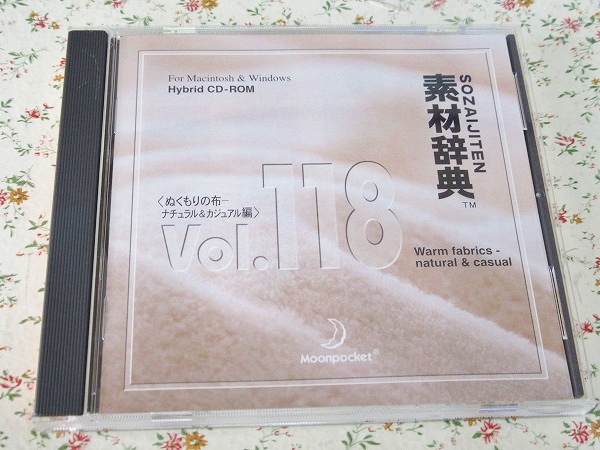 For Macintosh & Windows
Hybrid CD-ROM
素材辞典
SOZAIJITEN
TM
〈ぬくもりの布−
ナチュラル&カジュアル編〉
Vol.118
Warm fabrics -
natural & casual
Moonpocket®